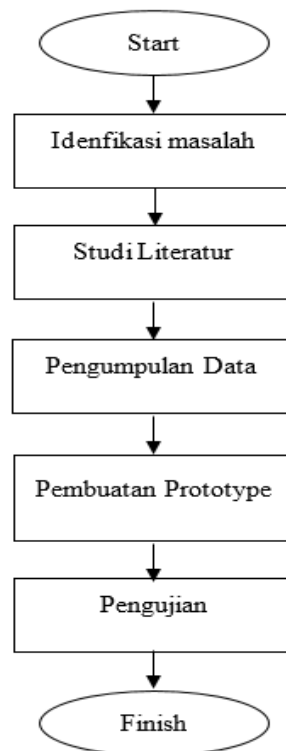 Start
Idenfikasi masalah
Studi Literatur
Pengumpulan Data
Pembuatan Prototype
Pengujian
Finish